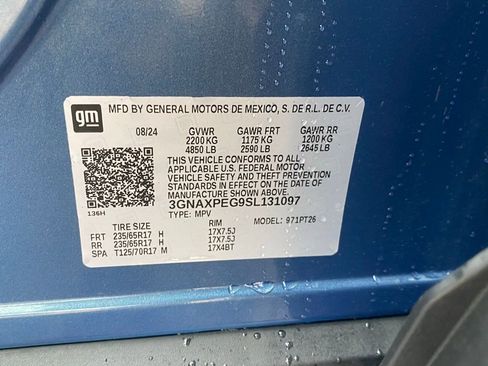 gm
MFD BY GENERAL MOTORS DE MEXICO, S. DE R.L. DE C.V.
08/24 GVWR GAWR FRT GAWR RR
2200 KG 1175 KG 1200 KG
4850 LB 2590 LB 2645 LB
THIS VEHICLE CONFORMS TO ALL
APPLICABLE U.S. FEDERAL MOTOR
VEHICLE SAFETY AND THEFT PREVENTION
STANDARDS IN EFFECT ON THE DATE OF
MANUFACTURE SHOWN ABOVE.
3GNAXPEG9SL131097
136H TYPE: MPV MODEL: 971PT26
TIRE SIZE RIM
FRT 235/65R17 H 17X7.5J
RR 235/65R17 H 17X7.5J
SPA T125/70R17 M 17X4BT